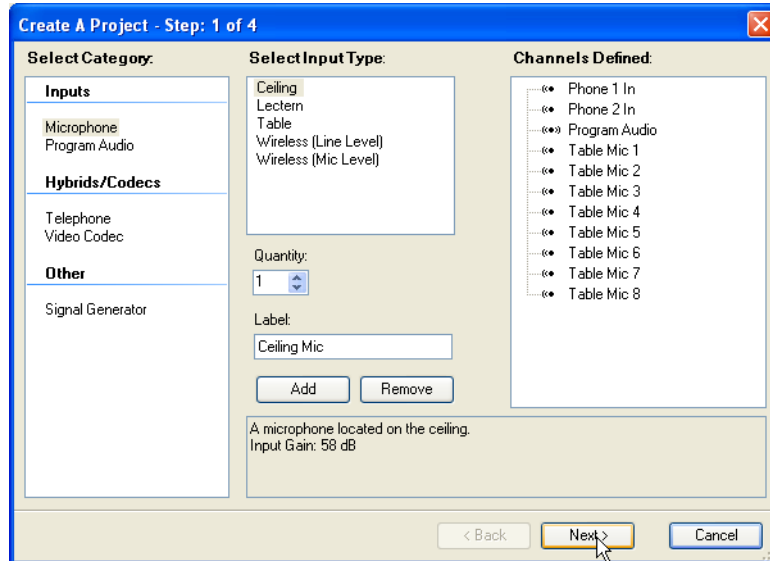 Create A Project - Step: 1 of 4
Select Category:
Inputs
Microphone
Program Audio
Hybrids/Codecs
Telephone
Video Codec
Other
Signal Generator
Select Input Type:
Ceiling
Lectern
Table
Wireless (Line Level)
Wireless (Mic Level)
Quantity:
1
Label:
Ceiling Mic
Add Remove
Channels Defined:
Phone 1 In
Phone 2 In
Program Audio
Table Mic 1
Table Mic 2
Table Mic 3
Table Mic 4
Table Mic 5
Table Mic 6
Table Mic 7
Table Mic 8
A microphone located on the ceiling.
Input Gain: 58 dB
< Back Next > Cancel